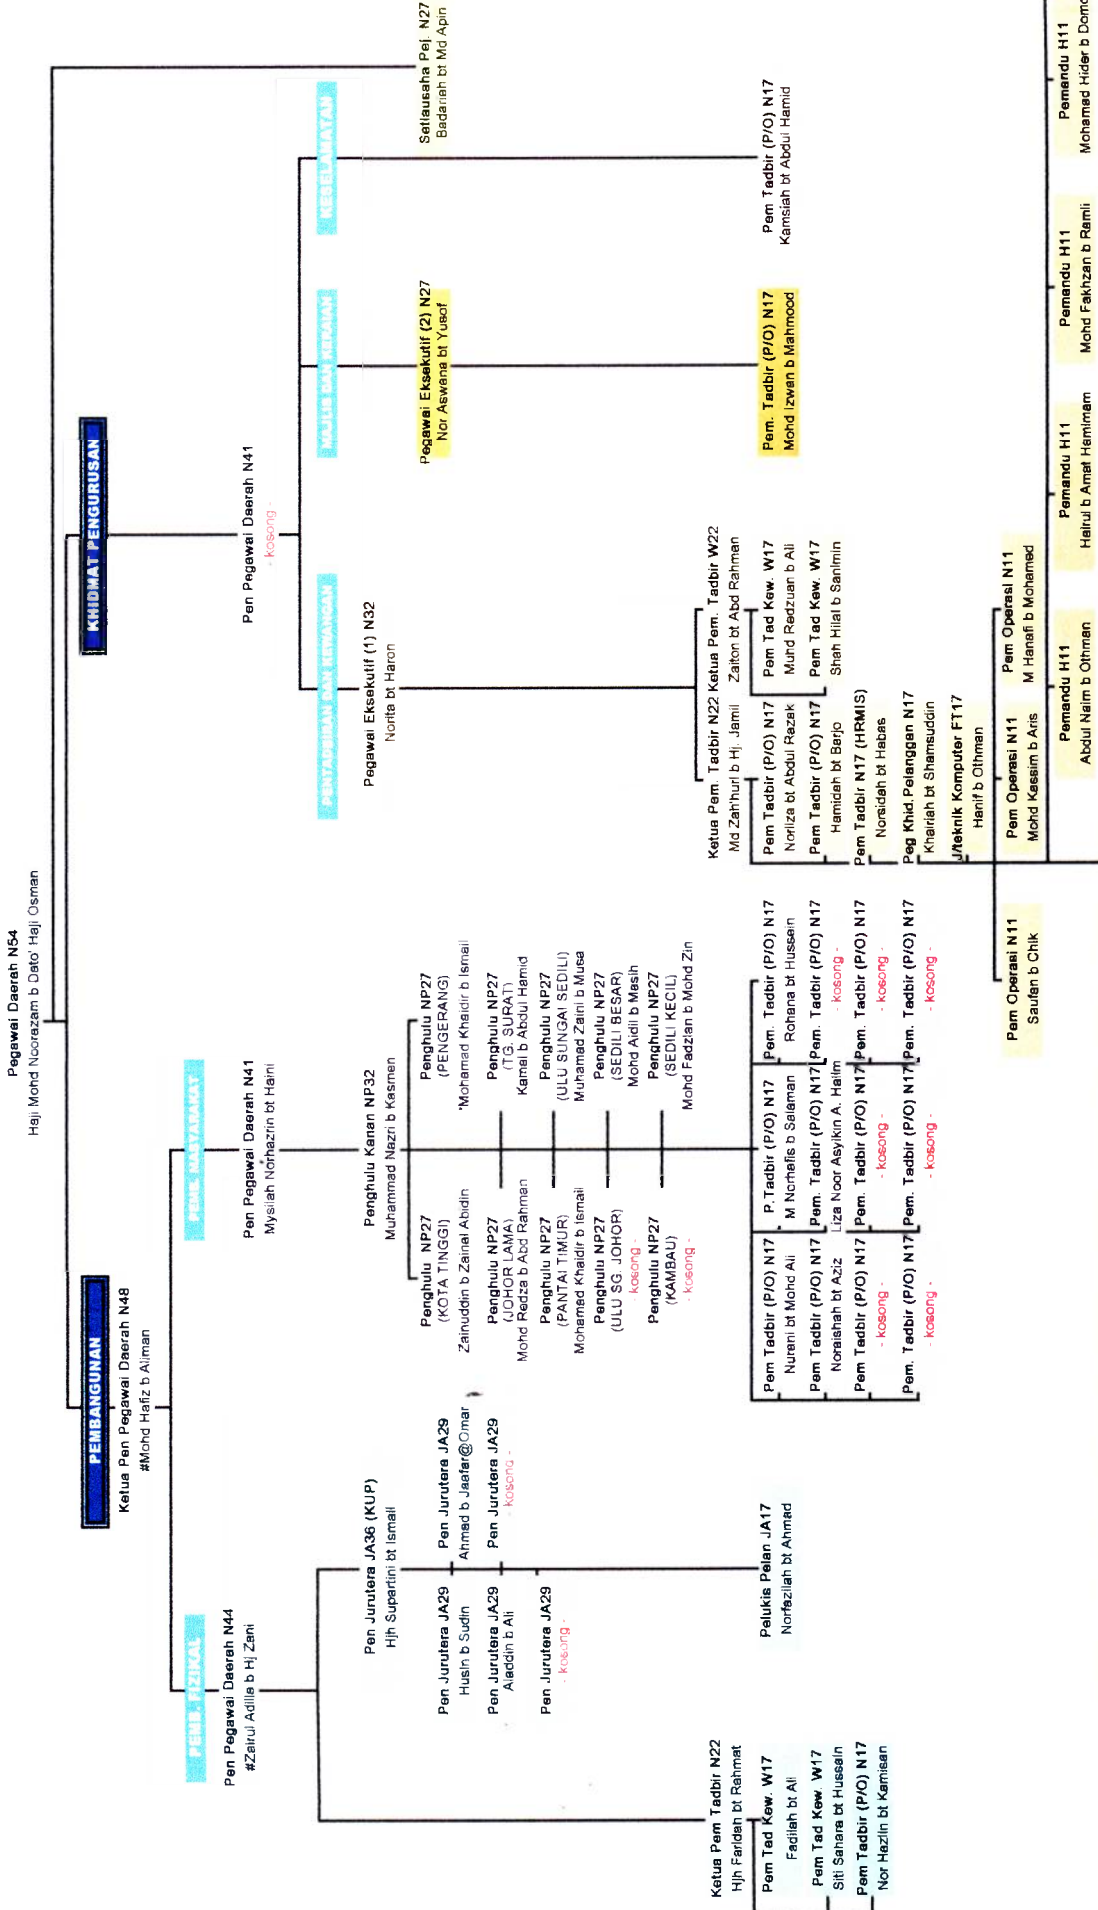 Pegawai Daerah N54
Haji Mohd Noorazam b Dato' Haji Osman
PEMBANGUNAN
Ketua Pen Pegawai Daerah N48
#Mohd Hafiz b Aliman
KHIDMAT PENGURUSAN
Pen Pegawai Daerah N41
- kosong -
Setiausaha Pej. N27
Badariah bt Md Apin
PEMB. FIZIKAL
Pen Pegawai Daerah N44
#Zairul Adilla b Hj Zani
PEMB. MASYARAKAT
Pen Pegawai Daerah N41
Mysilah Norhazrin bt Haini
PENTADBIRAN DAN KEWANGAN
MAJLIS DAN KERAIAN
KESELAMATAN
Pen Jurutera JA36 (KUP)
Hjh Supartini bt Ismail
Pen Jurutera JA29
Husin b Sudin
Pen Jurutera JA29
Ahmad b Jaafar@Omar
Pen Jurutera JA29
Aladdin b Ali
Pen Jurutera JA29
- kosong -
Pen Jurutera JA29
- kosong -
Pelukis Pelan JA17
Norfazilah bt Ahmad
Ketua Pem Tadbir N22
Hjh Faridah bt Rahmat
Pem Tad Kew. W17
Fadilah bt Ali
Pem Tad Kew. W17
Siti Sahara bt Hussain
Pem Tadbir (P/O) N17
Nor Hazlin bt Kamisan
Penghulu Kanan NP32
Muhammad Nazri b Kasmen
Penghulu NP27
(KOTA TINGGI)
Zainuddin b Zainal Abidin
Penghulu NP27
(PENGERANG)
*Mohamad Khaidir b Ismail
Penghulu NP27
(JOHOR LAMA)
Mohd Redza b Abd Rahman
Penghulu NP27
(TG. SURAT)
Kamal b Abdul Hamid
Penghulu NP27
(PANTAI TIMUR)
Mohamad Khaidir b Ismail
Penghulu NP27
(ULU SUNGAI SEDILI)
Muhamad Zaini b Musa
Penghulu NP27
(ULU SG. JOHOR)
- kosong -
Penghulu NP27
(SEDILI BESAR)
Mohd Aidil b Masih
Penghulu NP27
(KAMBAU)
- kosong -
Penghulu NP27
(SEDILI KECIL)
Mohd Fadzlan b Mohd Zin
Pem Tadbir (P/O) N17
Nuraini bt Mohd Ali
P.Tadbir (P/O) N17
M Norhafis b Salaman
Pem. Tadbir (P/O) N17
Rohana bt Hussein
Pem Tadbir (P/O) N17
Noraishah bt Aziz
Pem. Tadbir (P/O) N17
Liza Noor Asyikin A. Halim
Pem. Tadbir (P/O) N17
- kosong -
Pem Tadbir (P/O) N17
- kosong -
Pem. Tadbir (P/O) N17
- kosong -
Pem. Tadbir (P/O) N17
- kosong -
Pem. Tadbir (P/O) N17
- kosong -
Pem. Tadbir (P/O) N17
- kosong -
Pem. Tadbir (P/O) N17
- kosong -
Pegawai Eksekutif (1) N32
Norita bt Haron
Ketua Pem. Tadbir N22
Md Zah'hurl b Hj. Jamil
Ketua Pem. Tadbir W22
Zaiton bt Abd Rahman
Pem Tadbir (P/O) N17
Norliza bt Abdul Razak
Pem Tad Kew. W17
Muhd Redzuan b Ali
Pem Tadbir (P/O) N17
Hamidah bt Barjo
Pem Tad Kew. W17
Shah Hilal b Sanimin
Pem Tadbir N17 (HRMIS)
Norsidah bt Habas
Peg Khid.Pelanggan N17
Khairiah bt Shamsuddin
J/teknik Komputer FT17
Hanif b Othman
Pem Operasi N11
Saufan b Chik
Pem Operasi N11
Mohd Kassim b Aris
Pem Operasi N11
M Hanafi b Mohamed
Pemandu H11
Abdul Naim b Othman
Pemandu H11
Hairul b Amat Hamimam
Pemandu H11
Mohd Fakhzan b Ramli
Pemandu H11
Mohamad Hider b
Pegawai Eksekutif (2) N27
Nor Aswana bt Yusof
Pem. Tadbir (P/O) N17
Mohd Izwan b Mahmood
Pem Tadbir (P/O) N17
Kamsiah bt Abdul Hamid